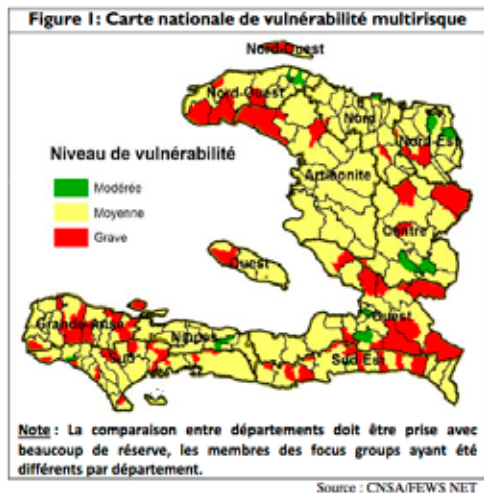 Figure 1: Carte nationale de vulnérabilité multirisque
Nord-Ouest
Nord-Ouest
Nord
Nord-Est
Niveau de vulnérabilité
Modérée
Moyenne
Grave
Artibonite
Centre
Ouest
Ouest
Grande-Anse
Nippes
Sud
Sud-Est
Note : La comparaison entre départements doit être prise avec
beaucoup de réserve, les membres des focus groups ayant été
différents par département.
Source : CNSA/FEWS NET